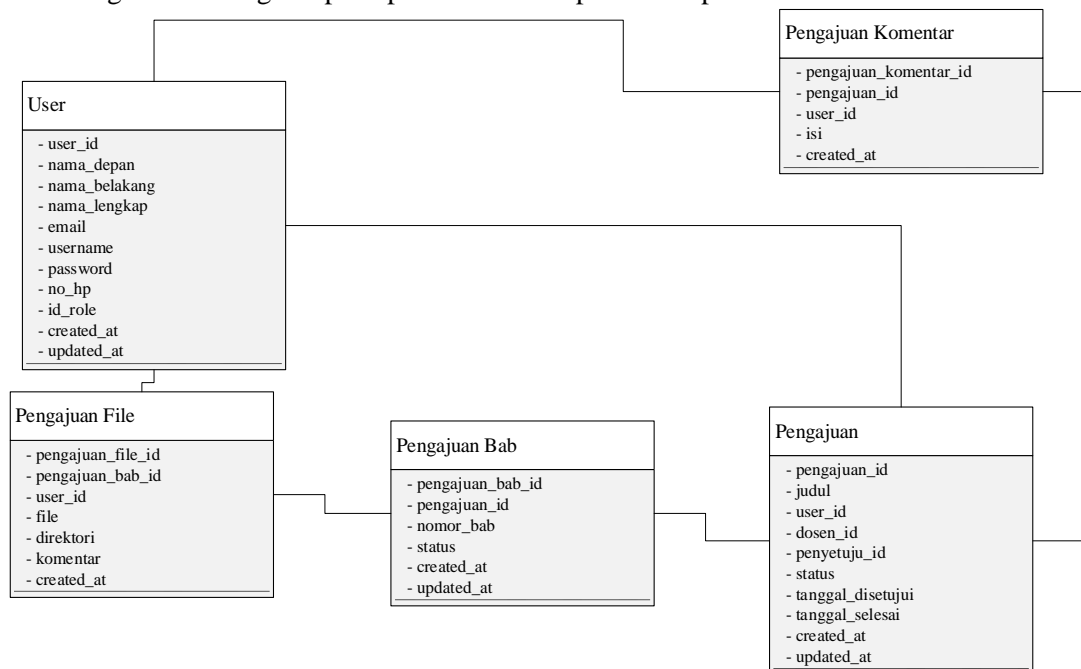 Pengajuan Komentar
- pengajuan_komentar_id
- pengajuan_id
- user_id
- isi
- created_at
User
- user_id
- nama_depan
- nama_belakang
- nama_lengkap
- email
- username
- password
- no_hp
- id_role
- created_at
- updated_at
Pengajuan File
- pengajuan_file_id
- pengajuan_bab_id
- user_id
- file
- direktori
- komentar
- created_at
Pengajuan Bab
- pengajuan_bab_id
- pengajuan_id
- nomor_bab
- status
- created_at
- updated_at
Pengajuan
- pengajuan_id
- judul
- user_id
- dosen_id
- penyetuju_id
- status
- tanggal_disetujui
- tanggal_selesai
- created_at
- updated_at